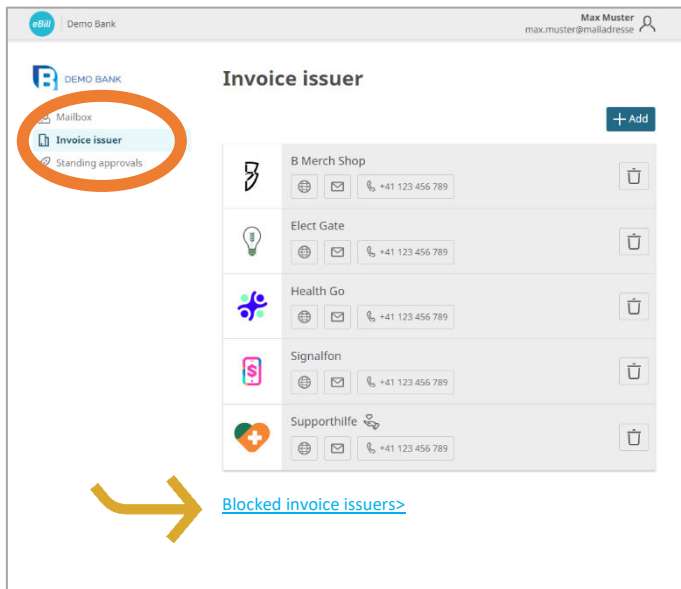 eBill Demo Bank
Max Muster
max.muster@mailadresse
DEMO BANK
Mailbox
Invoice issuer
Standing approvals
Invoice issuer
+ Add
B Merch Shop
+41 123 456 789
Elect Gate
+41 123 456 789
Health Go
+41 123 456 789
Signalfon
+41 123 456 789
Supporthilfe
+41 123 456 789
Blocked invoice issuers>